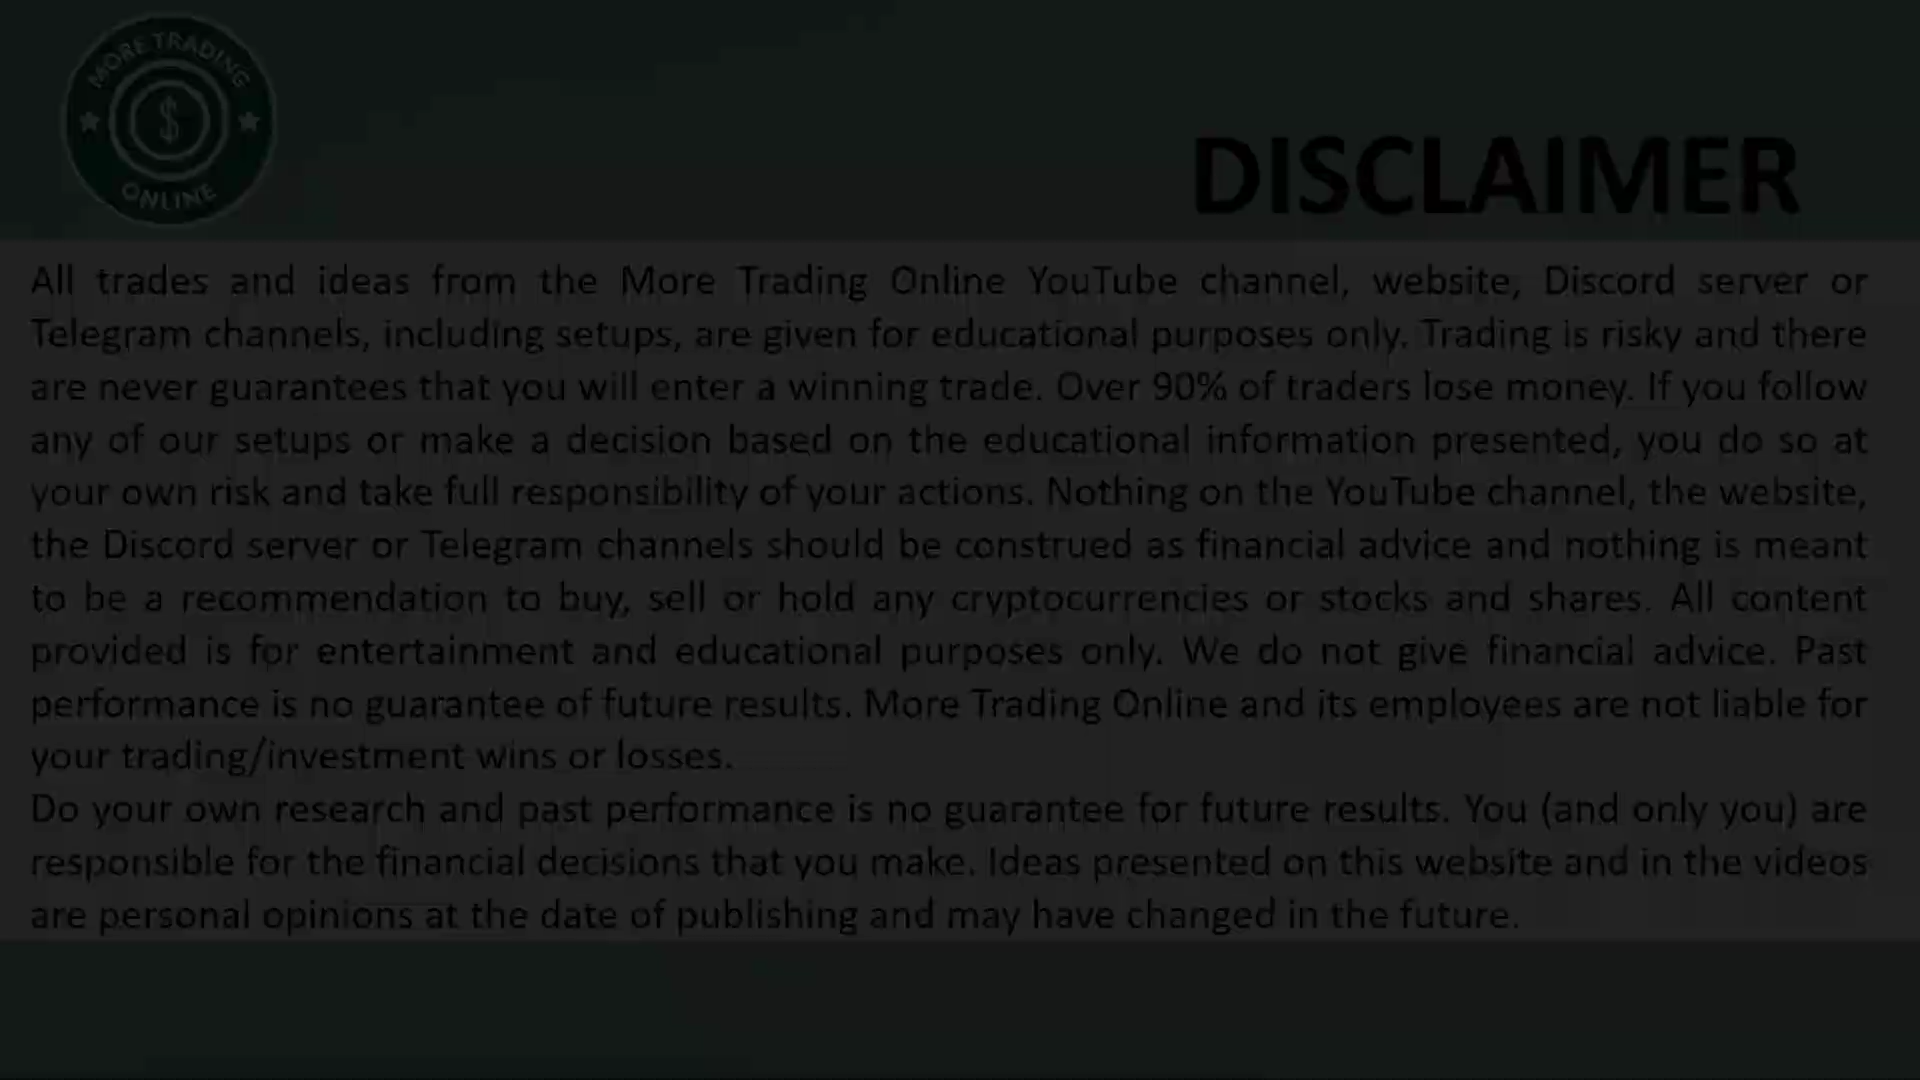 MORE TRADING
$
ONLINE
DISCLAIMER
All trades and ideas from the More Trading Online YouTube channel, website, Discord server or
Telegram channels, including setups, are given for educational purposes only. Trading is risky and there
are never guarantees that you will enter a winning trade. Over 90% of traders lose money. If you follow
any of our setups or make a decision based on the educational information presented, you do so at
your own risk and take full responsibility of your actions. Nothing on the YouTube channel, the website,
the Discord server or Telegram channels should be construed as financial advice and nothing is meant
to be a recommendation to buy, sell or hold any cryptocurrencies or stocks and shares. All content
provided is for entertainment and educational purposes only. We do not give financial advice. Past
performance is no guarantee of future results. More Trading Online and its employees are not liable for
your trading/investment wins or losses.
Do your own research and past performance is no guarantee for future results. You (and only you) are
responsible for the financial decisions that you make. Ideas presented on this website and in the videos
are personal opinions at the date of publishing and may have changed in the future.